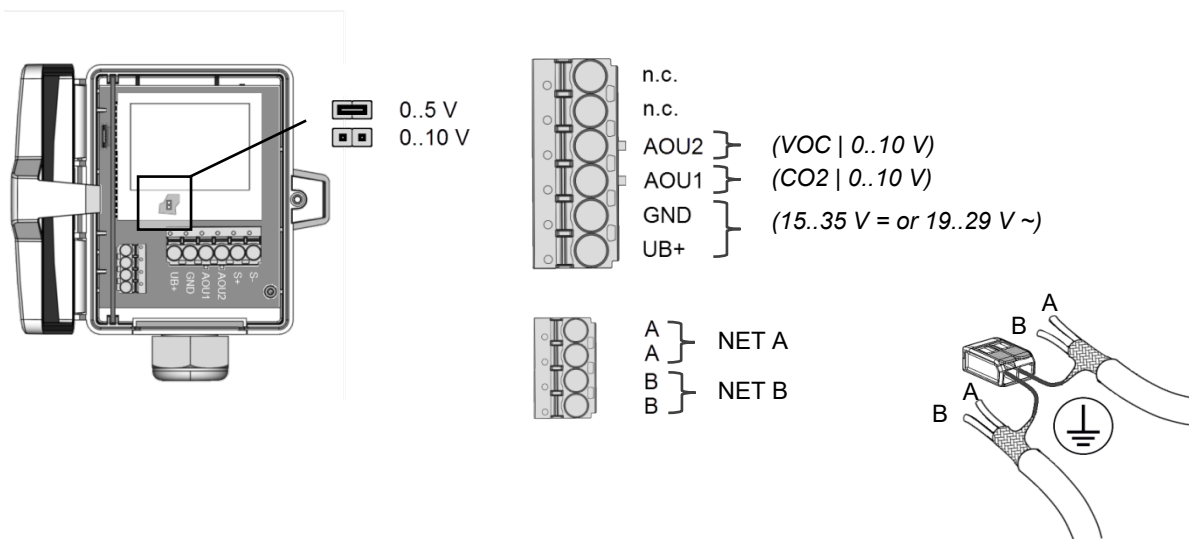 0..5 V
0..10 V
UB+
GND
AOU1
AOU2
S+
S-
n.c.
n.c.
AOU2 (VOC | 0..10 V)
AOU1 (CO2 | 0..10 V)
GND
(15..35 V = or 19..29 V ~)
UB+
A
A
NET A
B
B
NET B
A
B
A
B